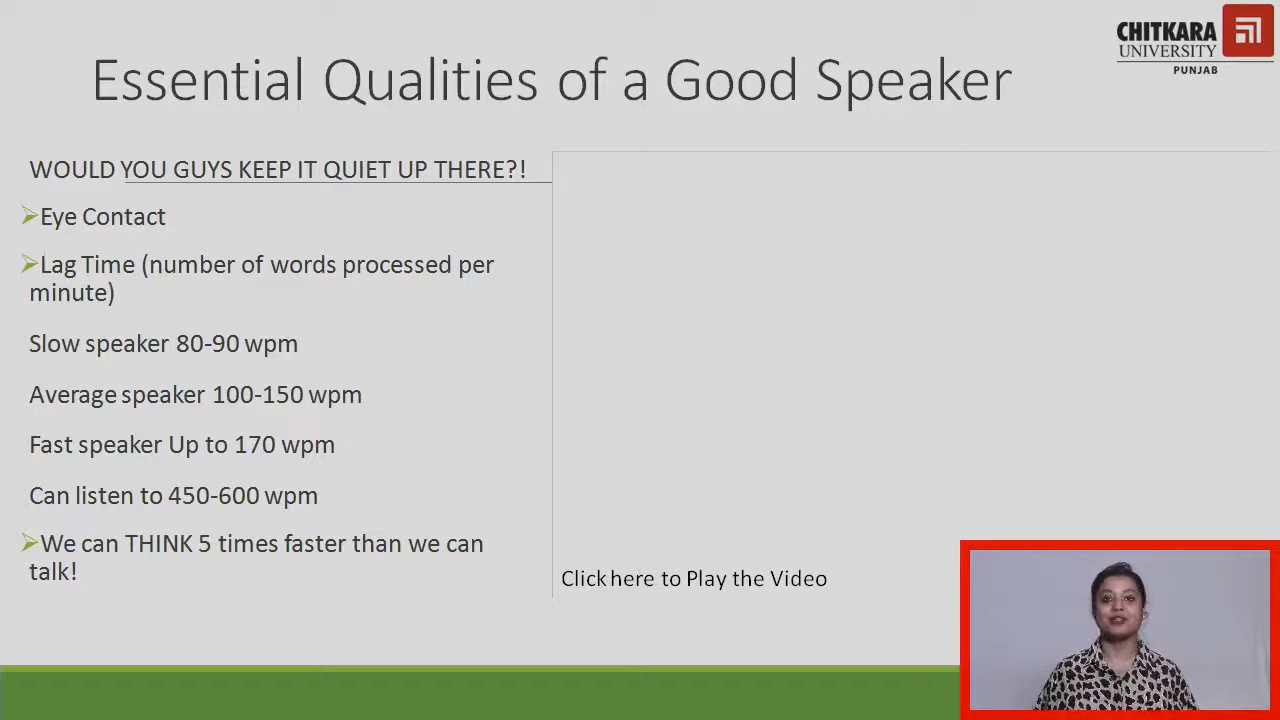 CHITKARA
UNIVERSITY
PUNJAB
Essential Qualities of a Good Speaker
WOULD YOU GUYS KEEP IT QUIET UP THERE?!
Eye Contact
Lag Time (number of words processed per
minute)
Slow speaker 80-90 wpm
Average speaker 100-150 wpm
Fast speaker Up to 170 wpm
Can listen to 450-600 wpm
We can THINK 5 times faster than we can
talk!
Click here to Play the Video